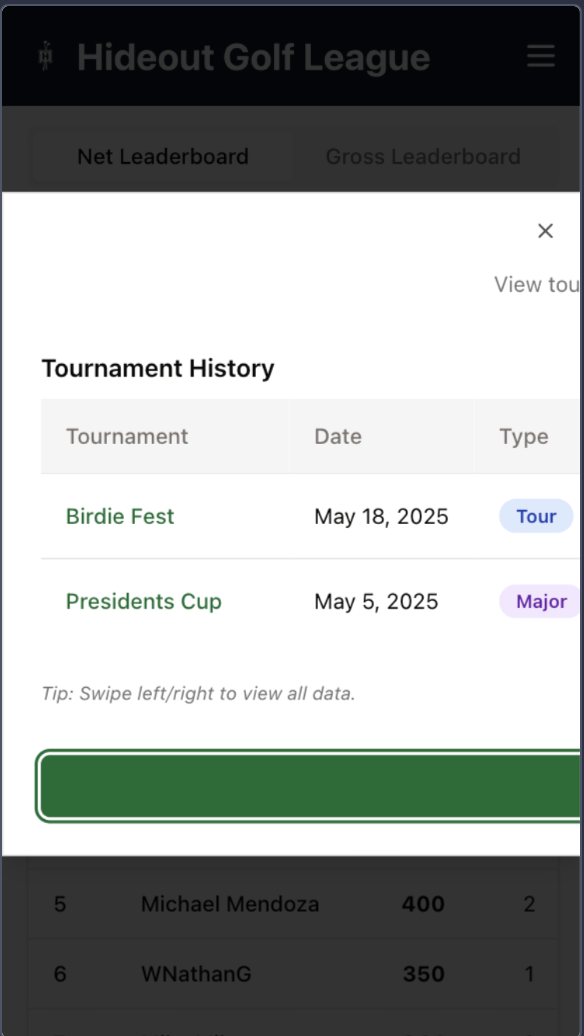 Hideout Golf League
Net Leaderboard Gross Leaderboard
View tou
Tournament History
Tournament Date Type
Birdie Fest May 18, 2025 Tour
Presidents Cup May 5, 2025 Major
Tip: Swipe left/right to view all data.
5 Michael Mendoza 400 2
6 WNathanG 350 1